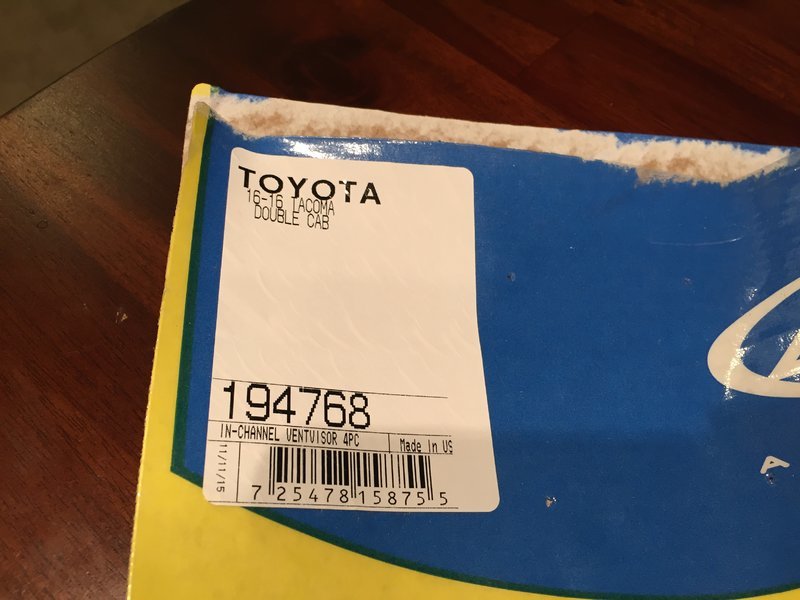 TOYOTA
16-16 TACOMA
DOUBLE CAB
194768
IN-CHANNEL VENTVISOR 4PC
Made In US
11/11/15
7 25478 15875 5
A